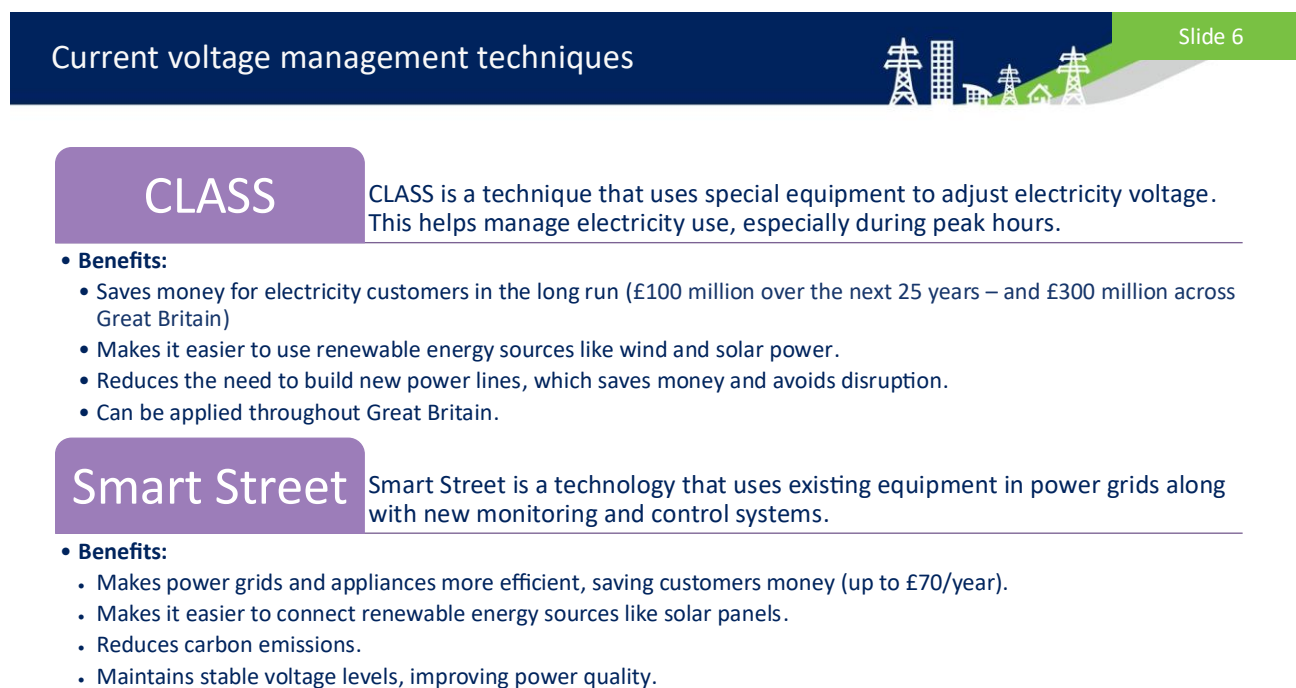 Slide 6
Current voltage management techniques
CLASS
CLASS is a technique that uses special equipment to adjust electricity voltage.
This helps manage electricity use, especially during peak hours.
• Benefits:
• Saves money for electricity customers in the long run (£100 million over the next 25 years – and £300 million across
Great Britain)
• Makes it easier to use renewable energy sources like wind and solar power.
• Reduces the need to build new power lines, which saves money and avoids disruption.
• Can be applied throughout Great Britain.
Smart Street
Smart Street is a technology that uses existing equipment in power grids along
with new monitoring and control systems.
• Benefits:
• Makes power grids and appliances more efficient, saving customers money (up to £70/year).
• Makes it easier to connect renewable energy sources like solar panels.
• Reduces carbon emissions.
• Maintains stable voltage levels, improving power quality.